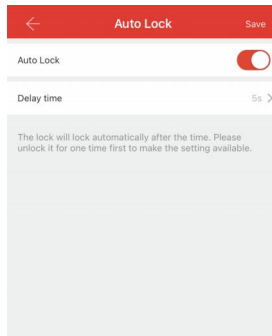 Auto Lock Save
Auto Lock
Delay time 5s
The lock will lock automatically after the time. Please
unlock it for one time first to make the setting available.